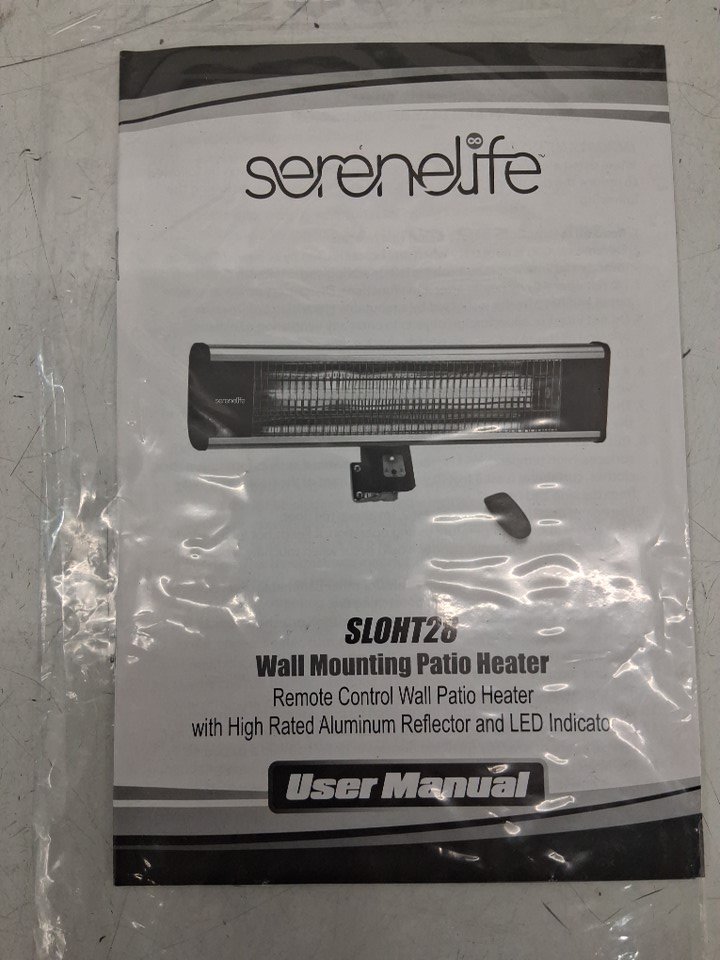 serenelife™
serenelife
SLOHT28
Wall Mounting Patio Heater
Remote Control Wall Patio Heater
with High Rated Aluminum Reflector and LED Indicato
User Manual